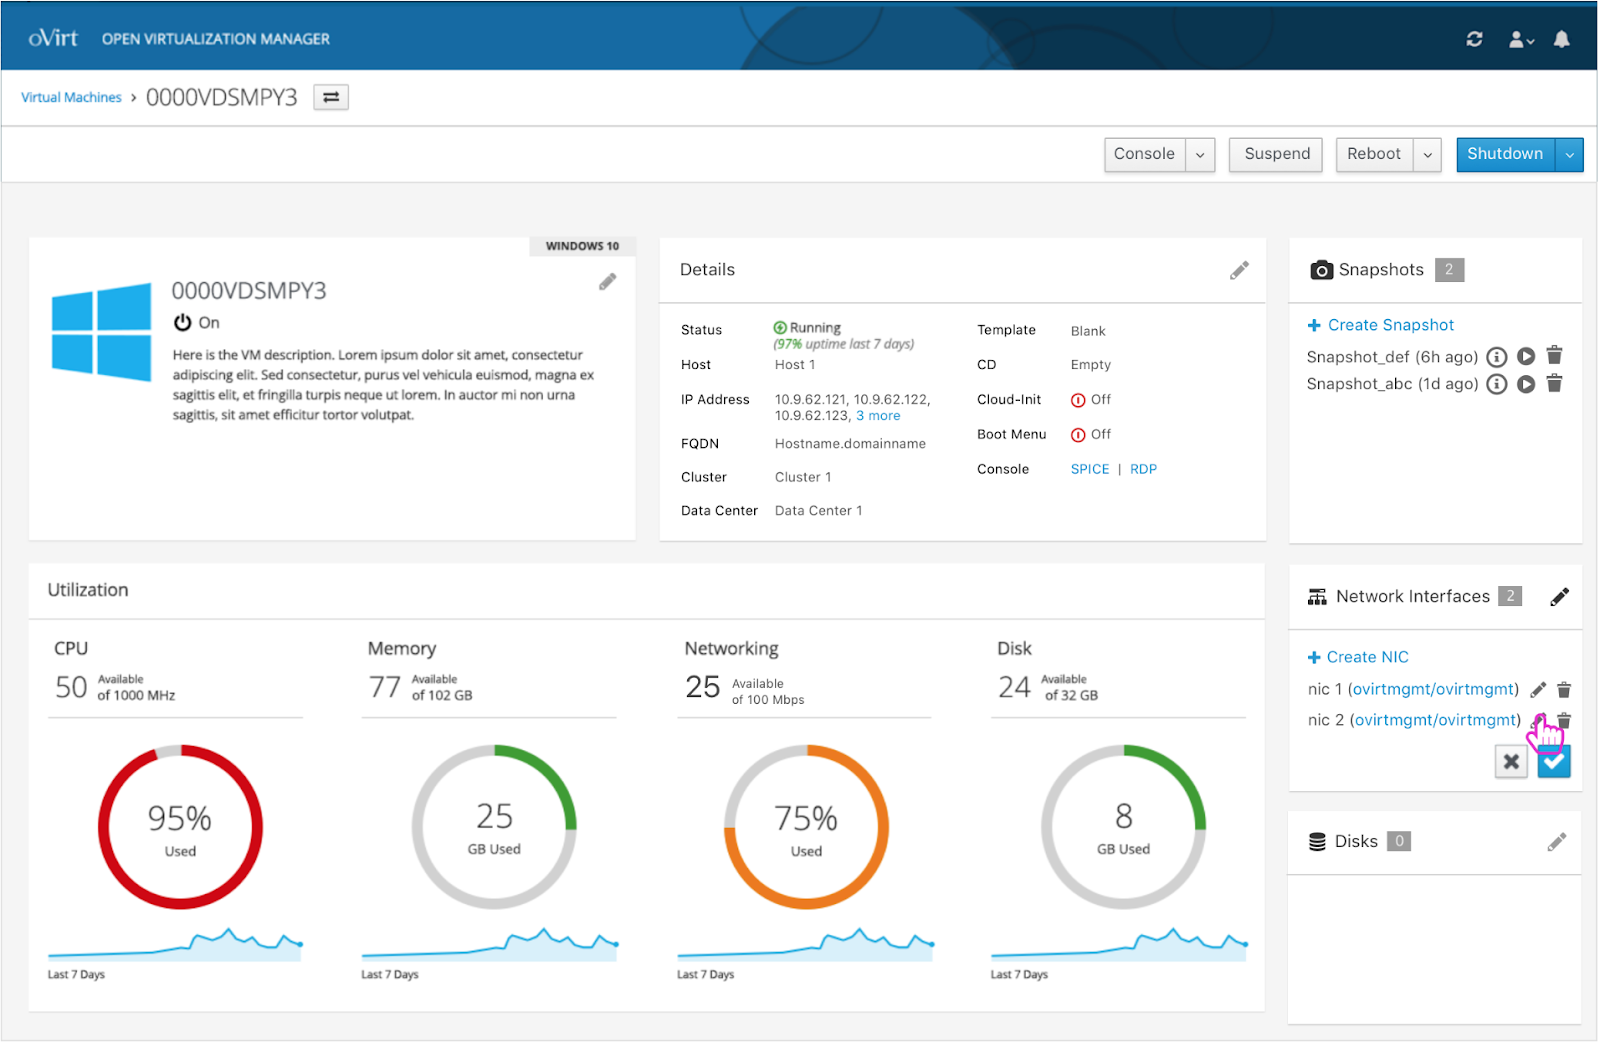 oVirt OPEN VIRTUALIZATION MANAGER
Virtual Machines › 0000VDSMPY3
Console Suspend Reboot Shutdown
WINDOWS 10
0000VDSMPY3
On
Here is the VM description. Lorem ipsum dolor sit amet, consectetur
adipiscing elit. Sed consectetur, purus vel vehicula euismod, magna ex
sagittis elit, et fringilla turpis neque ut lorem. In auctor mi non urna
sagittis, sit amet efficitur tortor volutpat.
Details
Status Running
(97% uptime last 7 days)
Host Host 1
IP Address 10.9.62.121, 10.9.62.122,
10.9.62.123, 3 more
FQDN Hostname.domainname
Cluster Cluster 1
Data Center Data Center 1
Template Blank
CD Empty
Cloud-Init Off
Boot Menu Off
Console SPICE | RDP
Snapshots 2
+ Create Snapshot
Snapshot_def (6h ago)
Snapshot_abc (1d ago)
Utilization
CPU
50 Available
of 1000 MHz
95%
Used
Last 7 Days
Memory
77 Available
of 102 GB
25
GB Used
Last 7 Days
Networking
25 Available
of 100 Mbps
75%
Used
Last 7 Days
Disk
24 Available
of 32 GB
8
GB Used
Last 7 Days
Network Interfaces 2
+ Create NIC
nic 1 (ovirtmgmt/ovirtmgmt)
nic 2 (ovirtmgmt/ovirtmgmt)
Disks 0